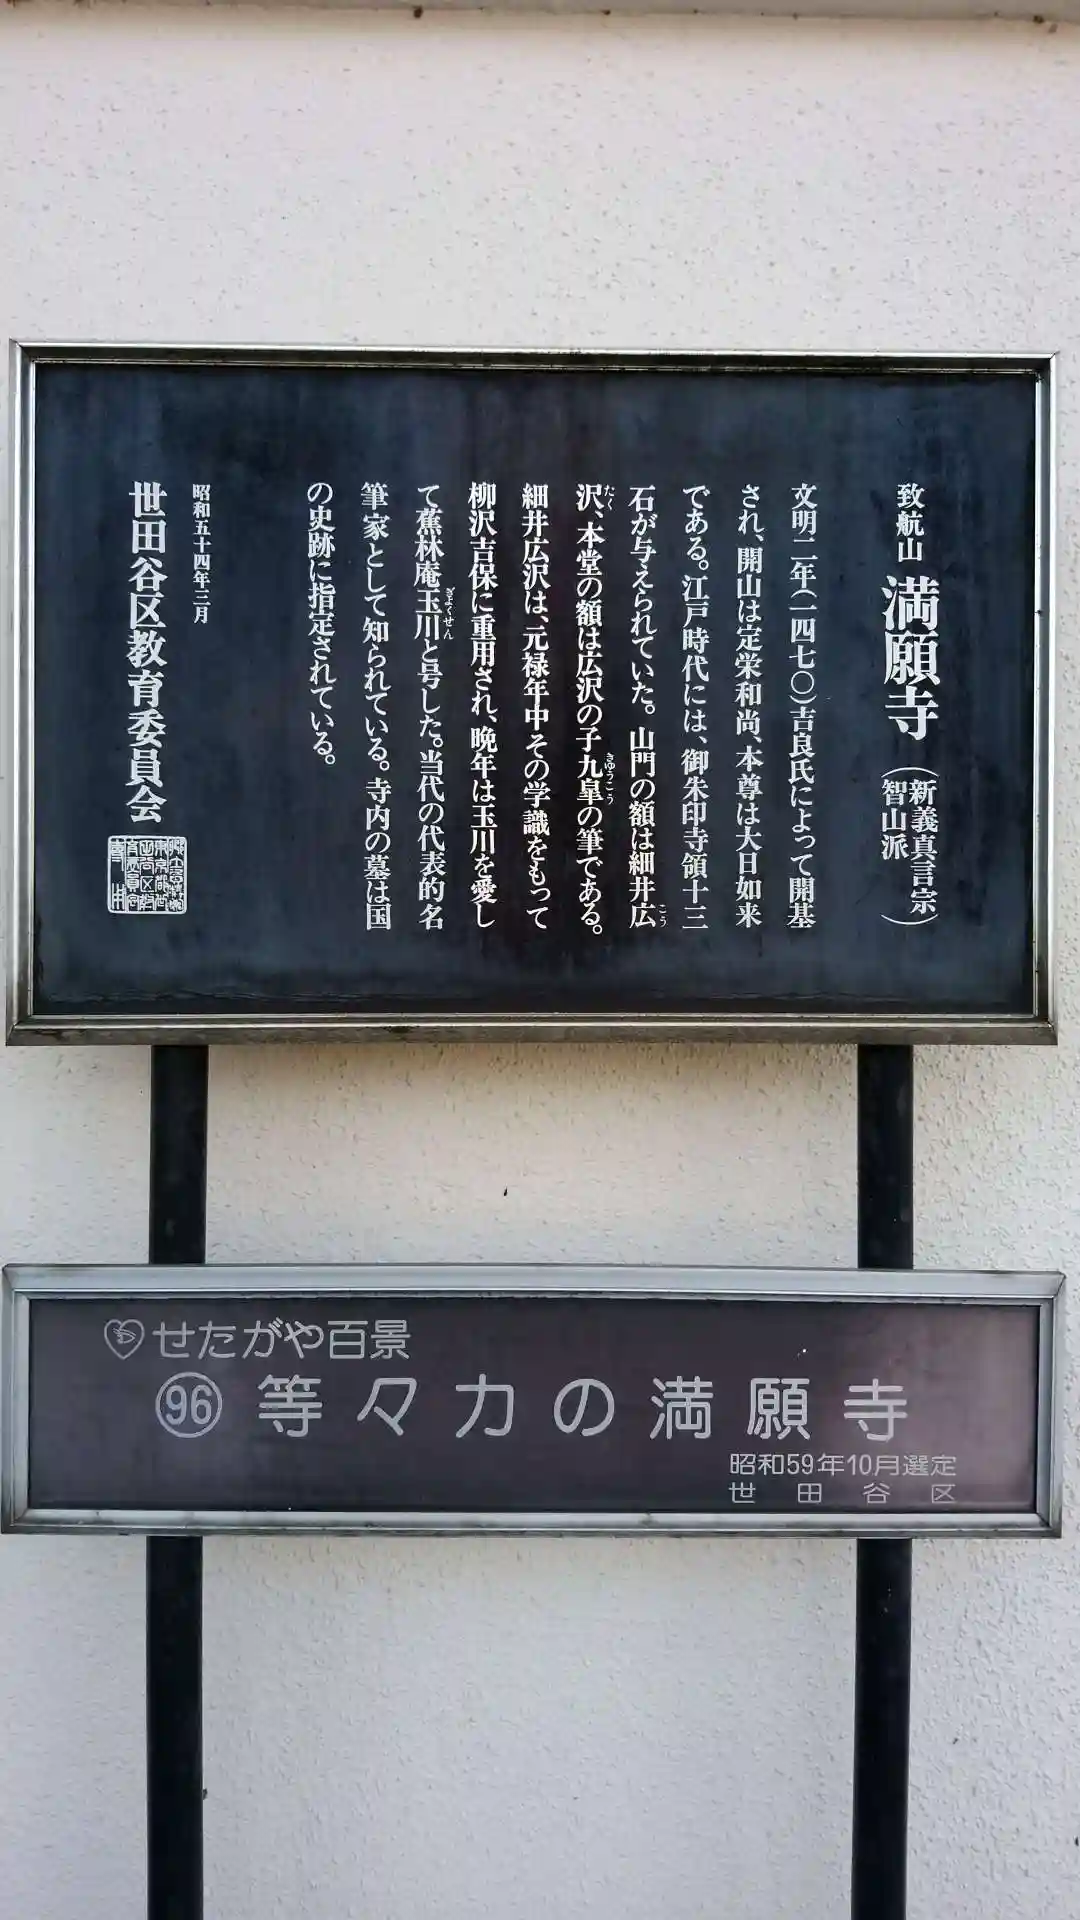 致航山 満願寺 （新義真言宗 智山派）
文明二年（一四七〇）吉良氏によって開基
され、開山は定栄和尚、本尊は大日如来
である。江戸時代には、御朱印寺領十三
石が与えられていた。山門の額は細井広
沢、本堂の額は広沢の子九皐の筆である。
細井広沢は、元禄年中その学識をもって
柳沢吉保に重用され、晩年は玉川を愛し
て蕉林庵玉川と号した。当代の代表的名
筆家として知られている。寺内の墓は国
の史跡に指定されている。
昭和五十四年三月
世田谷区教育委員会
せたがや百景
96 等々力の満願寺
昭和59年10月選定
世田谷区